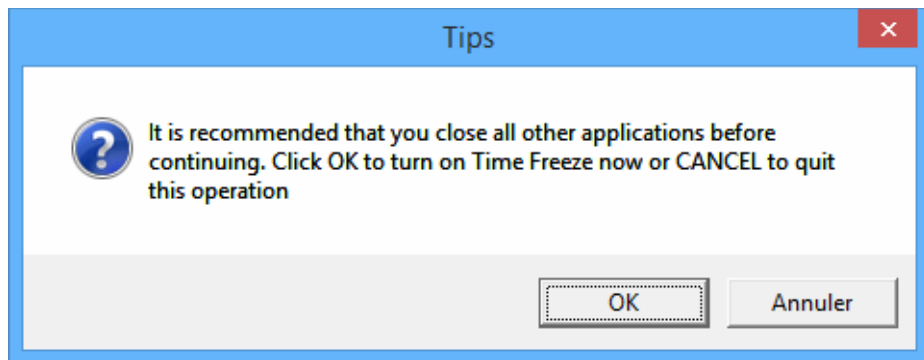 Tips
It is recommended that you close all other applications before
continuing. Click OK to turn on Time Freeze now or CANCEL to quit
this operation
OK
Annuler